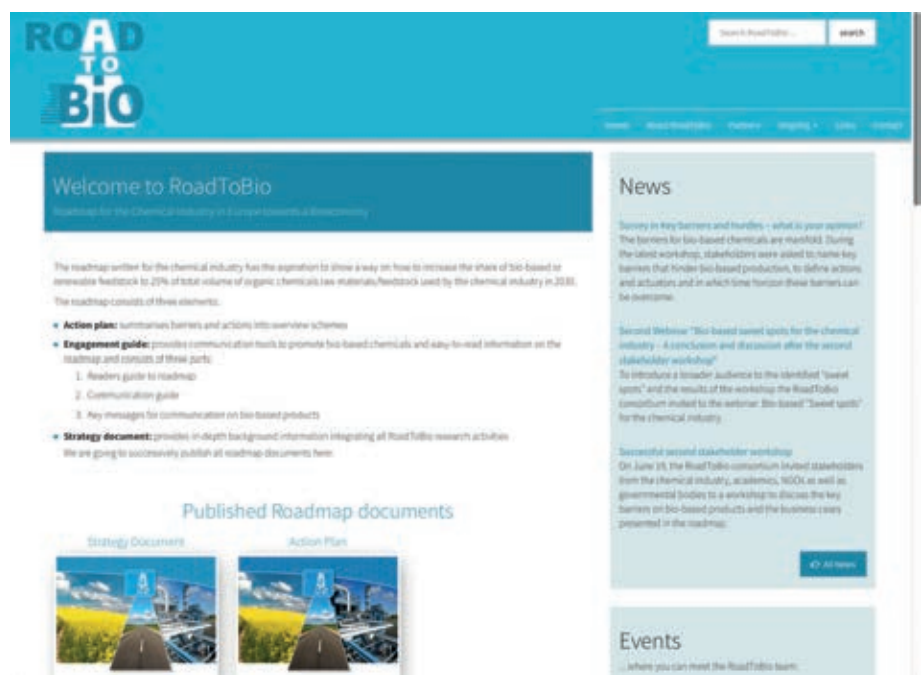 ROAD
TO
BiO
Search RoadToBio ...
search
Home About RoadToBio Partners Ongoing Links Contact
Welcome to RoadToBio
Roadmap for the Chemical Industry in Europe towards a Bioeconomy
The roadmap written for the chemical industry has the aspiration to show a way on how to increase the share of bio-based or
renewable feedstock to 25% of total volume of organic chemicals raw materials/feedstock used by the chemical industry in 2030.
The roadmap consists of three elements:
Action plan: summarises barriers and actions into overview schemes
Engagement guide: provides communication tools to promote bio-based chemicals and easy-to-read information on the
roadmap and consists of three parts:
1. Readers guide to roadmap
2. Communication guide
3. Key messages for communication on bio-based products
Strategy document: provides in-depth background information integrating all RoadToBio research activities
We are going to successively publish all roadmap documents here.
Published Roadmap documents
Strategy Document
Action Plan
News
Survey in Key barriers and hurdles – what is your opinion?
The barriers for bio-based chemicals are manifold. During
the latest workshop, stakeholders were asked to name key
barriers that hinder bio-based production, to define actions
and actuators and in which time horizon these barriers can
be overcome.
Second Webinar "Bio-based sweet spots for the chemical
industry – A conclusion and discussion after the second
stakeholder workshop"
To introduce a broader audience to the identified "sweet
spots" and the results of the workshop the RoadToBio
consortium invited to the webinar: Bio-based "Sweet spots"
for the chemical industry.
Successful second stakeholder workshop
On June 19, the RoadToBio consortium invited stakeholders
from the chemical industry, academics, NGOs as well as
governmental bodies to a workshop to discuss the key
barriers on bio-based products and the business cases
presented in the roadmap.
All News
Events
...where you can meet the RoadToBio team: